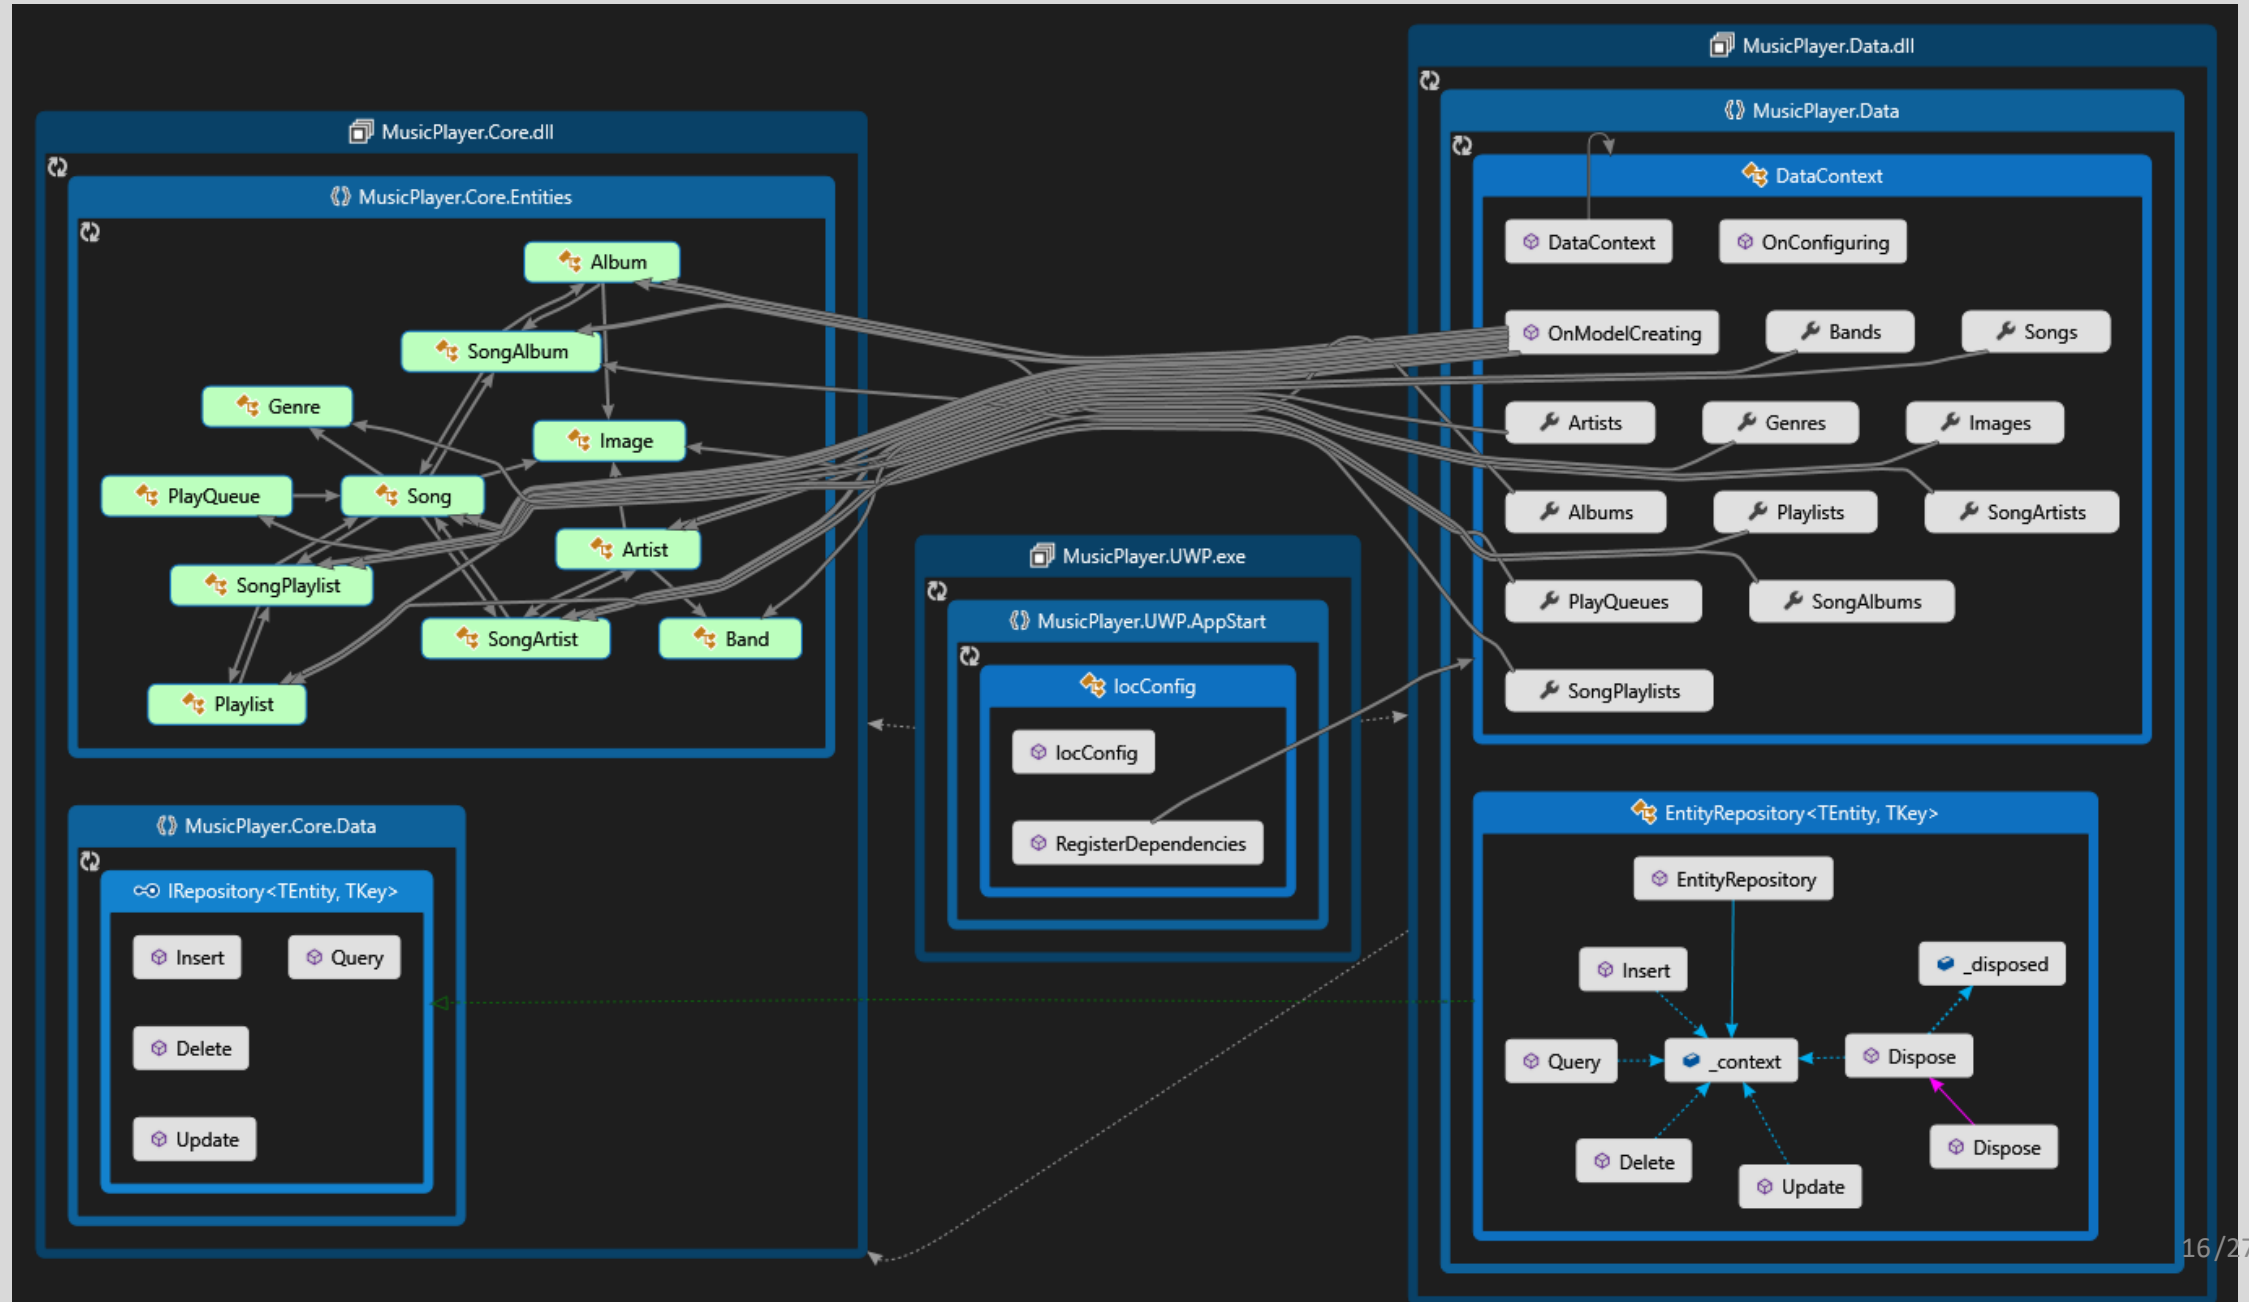 MusicPlayer.Core.dll
MusicPlayer.Core.Entities
Album
SongAlbum
Genre
Image
PlayQueue
Song
Artist
SongPlaylist
SongArtist
Band
Playlist
MusicPlayer.Core.Data
IRepository<TEntity, TKey>
Insert
Query
Delete
Update
MusicPlayer.UWP.exe
MusicPlayer.UWP.AppStart
IocConfig
IocConfig
RegisterDependencies
MusicPlayer.Data.dll
MusicPlayer.Data
DataContext
DataContext
OnConfiguring
OnModelCreating
Bands
Songs
Artists
Genres
Images
Albums
Playlists
SongArtists
PlayQueues
SongAlbums
SongPlaylists
EntityRepository<TEntity, TKey>
EntityRepository
Insert
_disposed
Query
_context
Dispose
Delete
Update
Dispose
16/27